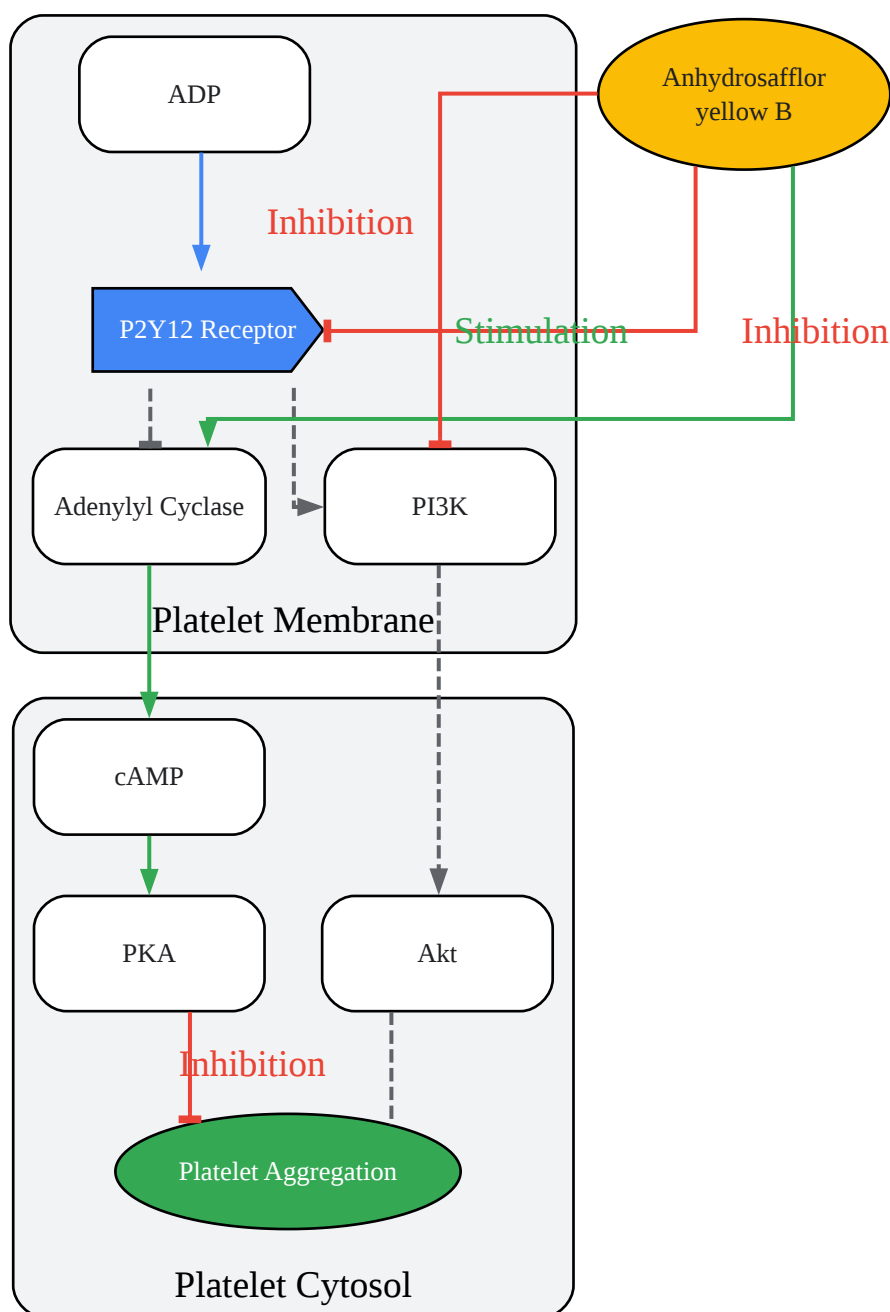 ADP
Anhydrosafflor
yellow B
Inhibition
P2Y12 Receptor
Stimulation
Inhibition
Adenylyl Cyclase
PI3K
Platelet Membrane
cAMP
PKA
Akt
Inhibition
Platelet Aggregation
Platelet Cytosol